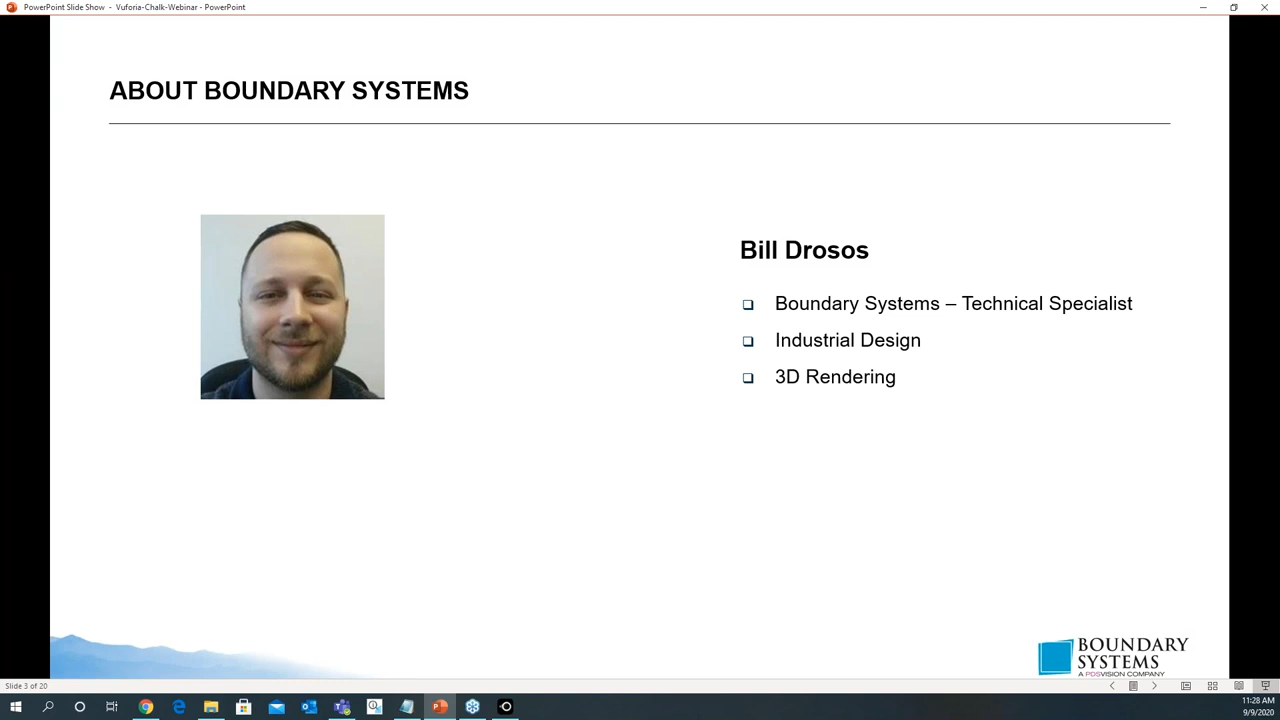 PowerPoint Slide Show - Vuforia-Chalk-Webinar - PowerPoint
ABOUT BOUNDARY SYSTEMS
Bill Drosos
Boundary Systems – Technical Specialist
Industrial Design
3D Rendering
BOUNDARY
SYSTEMS
A PDSVISION COMPANY
Slide 3 of 20
11:28 AM
9/9/2020